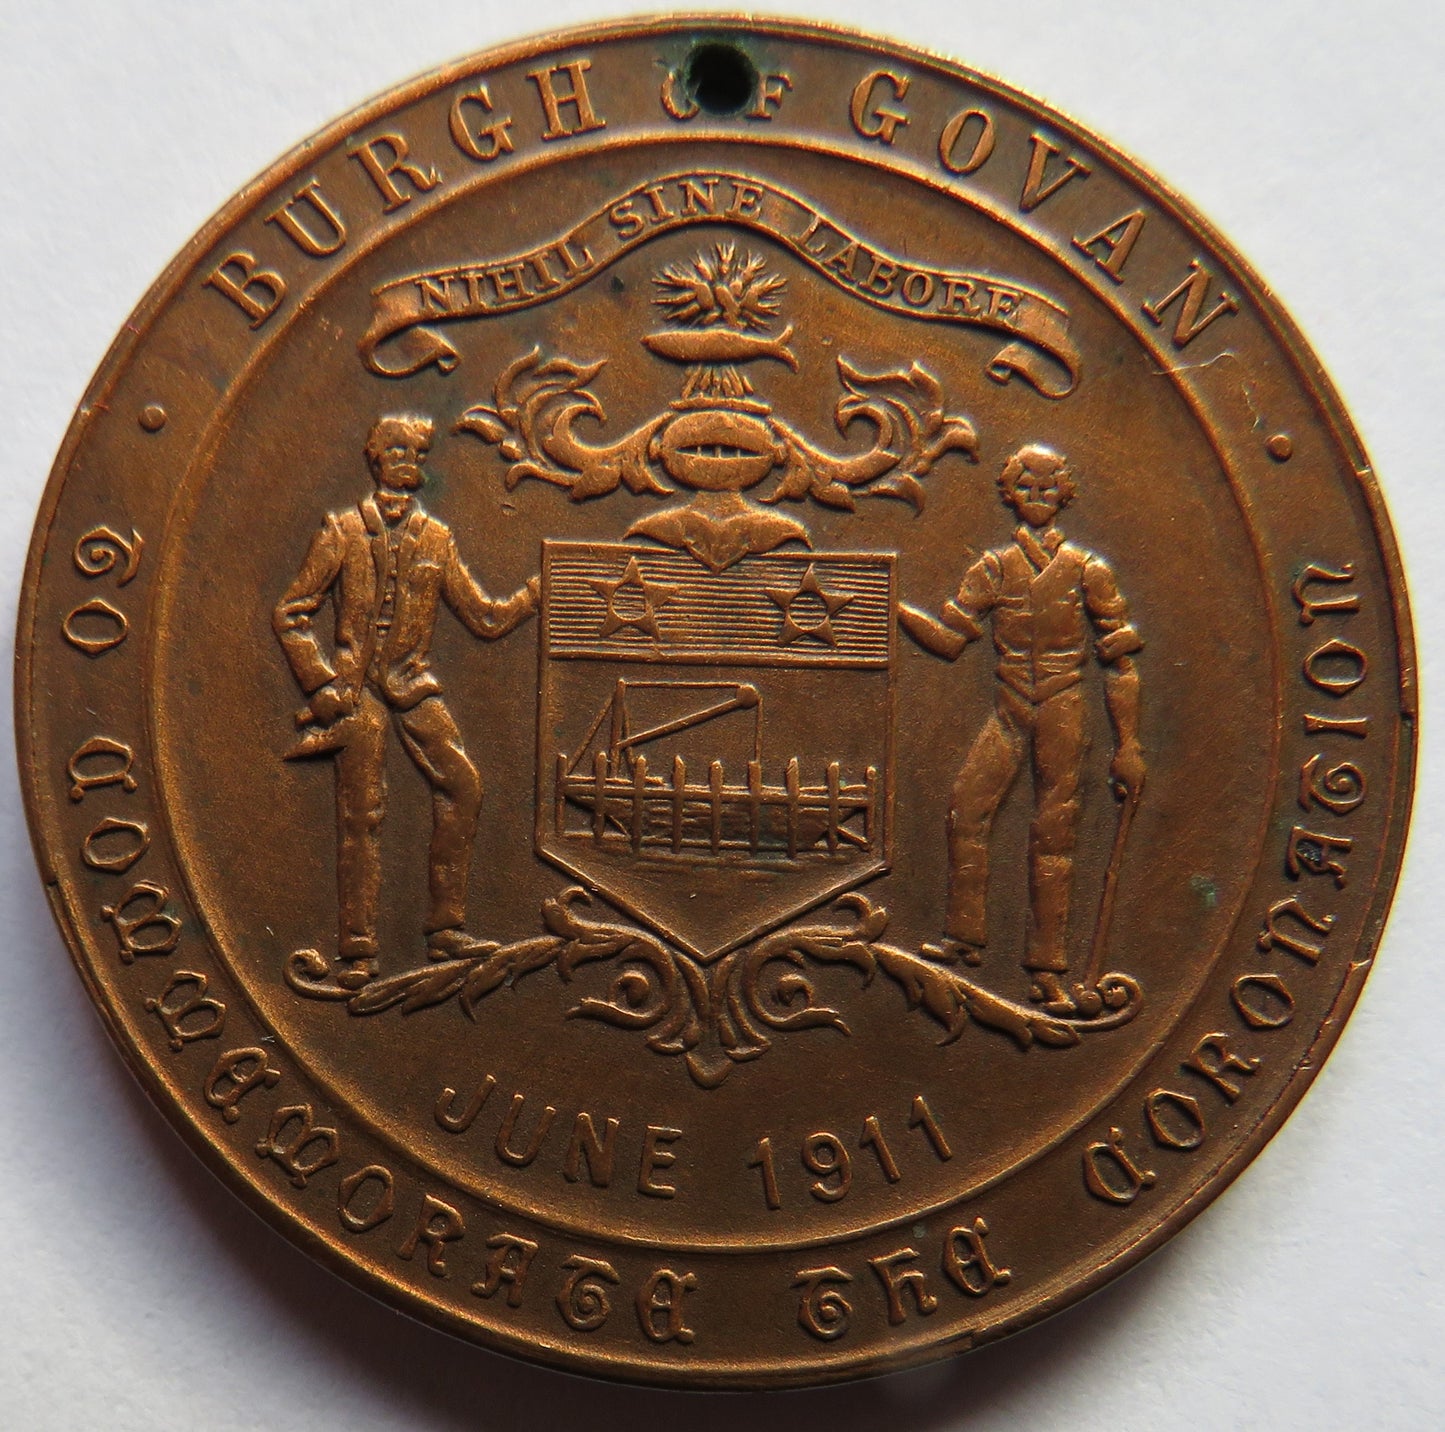 • BURGH OF GOVAN •
NIHIL SINE LABORE
JUNE 1911
TO COMMEMORATE THE CORONATION